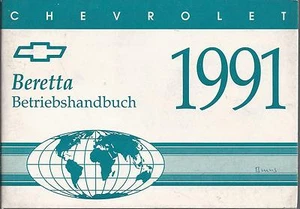 CHEVROLET
Beretta
Betriebshandbuch
1991